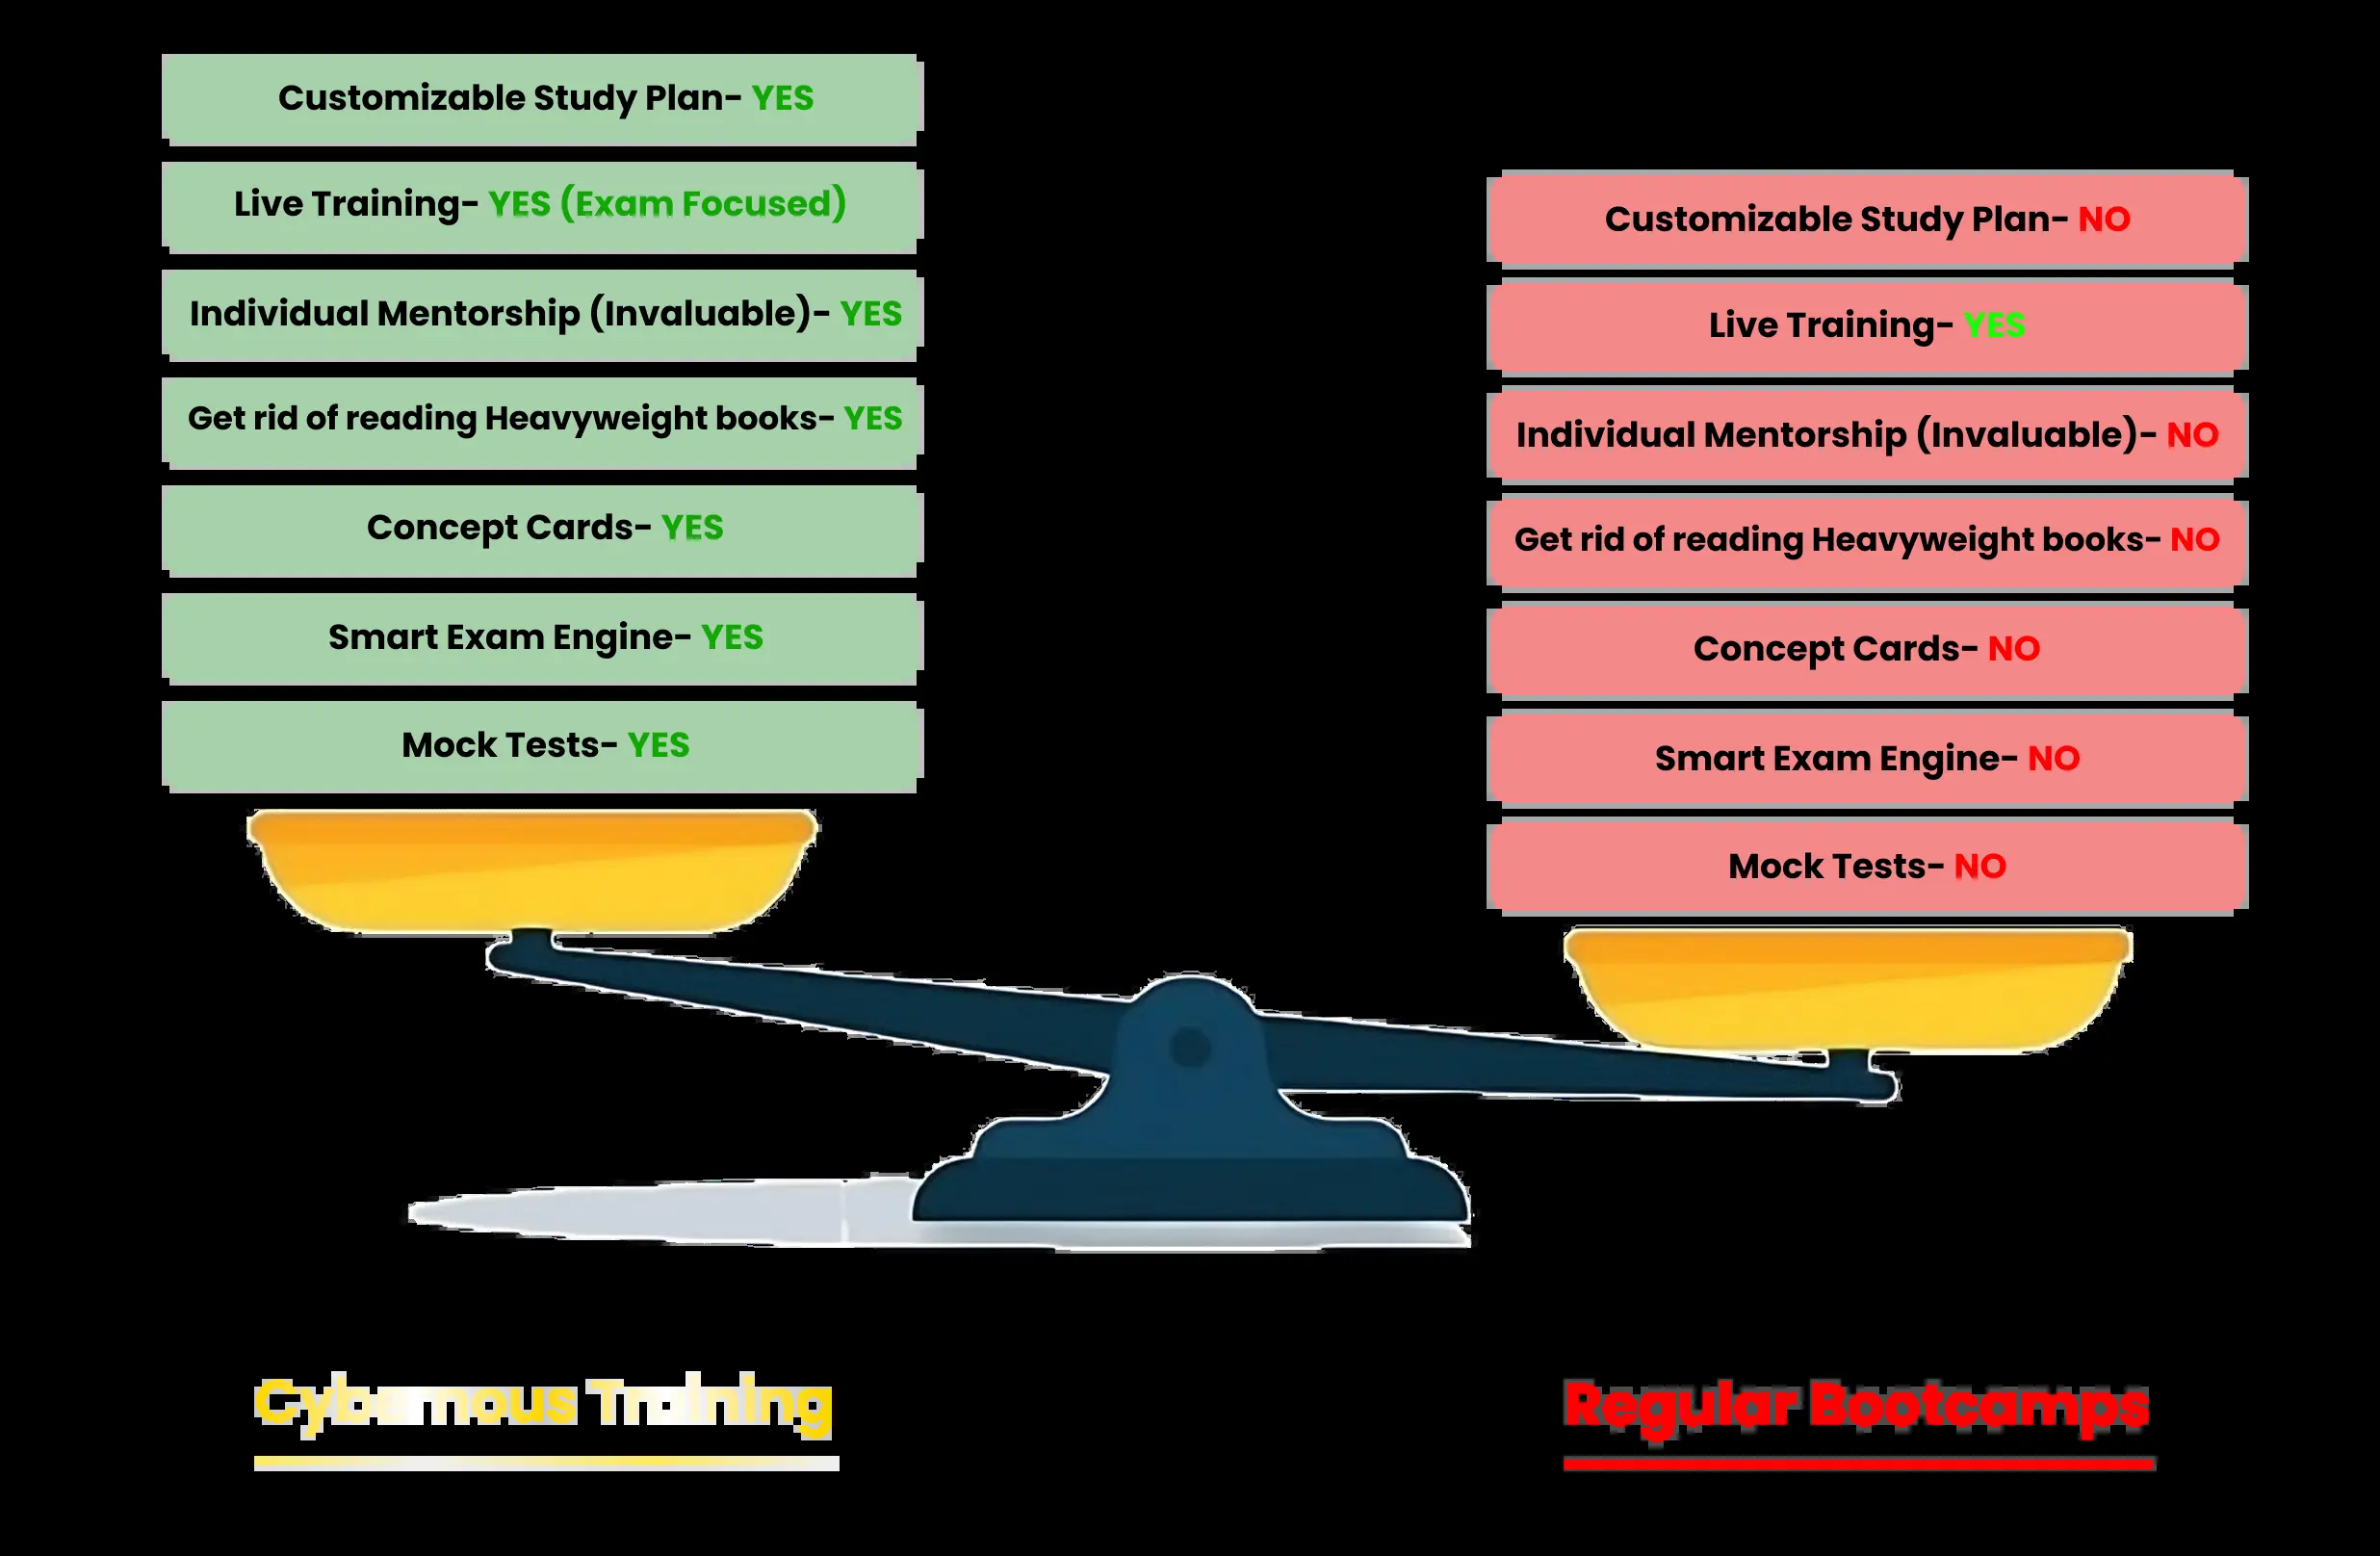 Customizable Study Plan- YES
Live Training- YES (Exam Focused)
Individual Mentorship (Invaluable)- YES
Get rid of reading Heavyweight books- YES
Concept Cards- YES
Smart Exam Engine- YES
Mock Tests- YES
Customizable Study Plan- NO
Live Training- YES
Individual Mentorship (Invaluable)- NO
Get rid of reading Heavyweight books- NO
Concept Cards- NO
Smart Exam Engine- NO
Mock Tests- NO
Cybernous Training
Regular Bootcamps